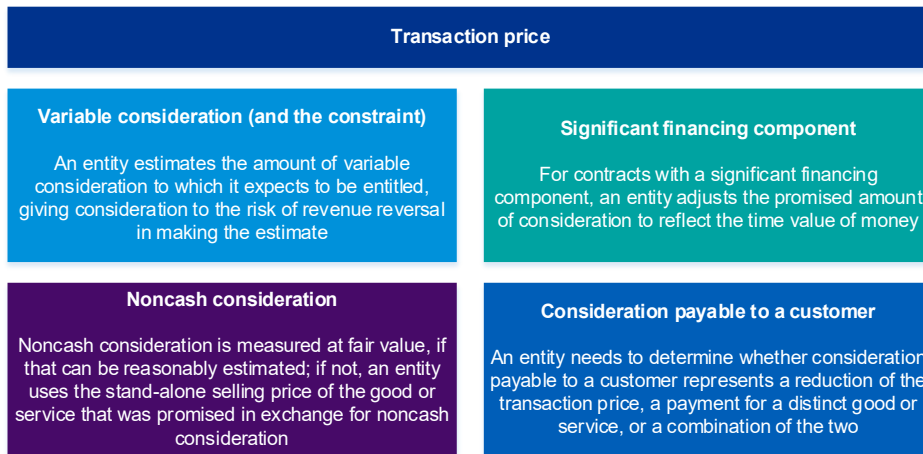 Transaction price
Variable consideration (and the constraint)
An entity estimates the amount of variable
consideration to which it expects to be entitled,
giving consideration to the risk of revenue reversal
in making the estimate
Significant financing component
For contracts with a significant financing
component, an entity adjusts the promised amount
of consideration to reflect the time value of money
Noncash consideration
Noncash consideration is measured at fair value, if
that can be reasonably estimated; if not, an entity
uses the stand-alone selling price of the good or
service that was promised in exchange for noncash
consideration
Consideration payable to a customer
An entity needs to determine whether consideration
payable to a customer represents a reduction of the
transaction price, a payment for a distinct good or
service, or a combination of the two